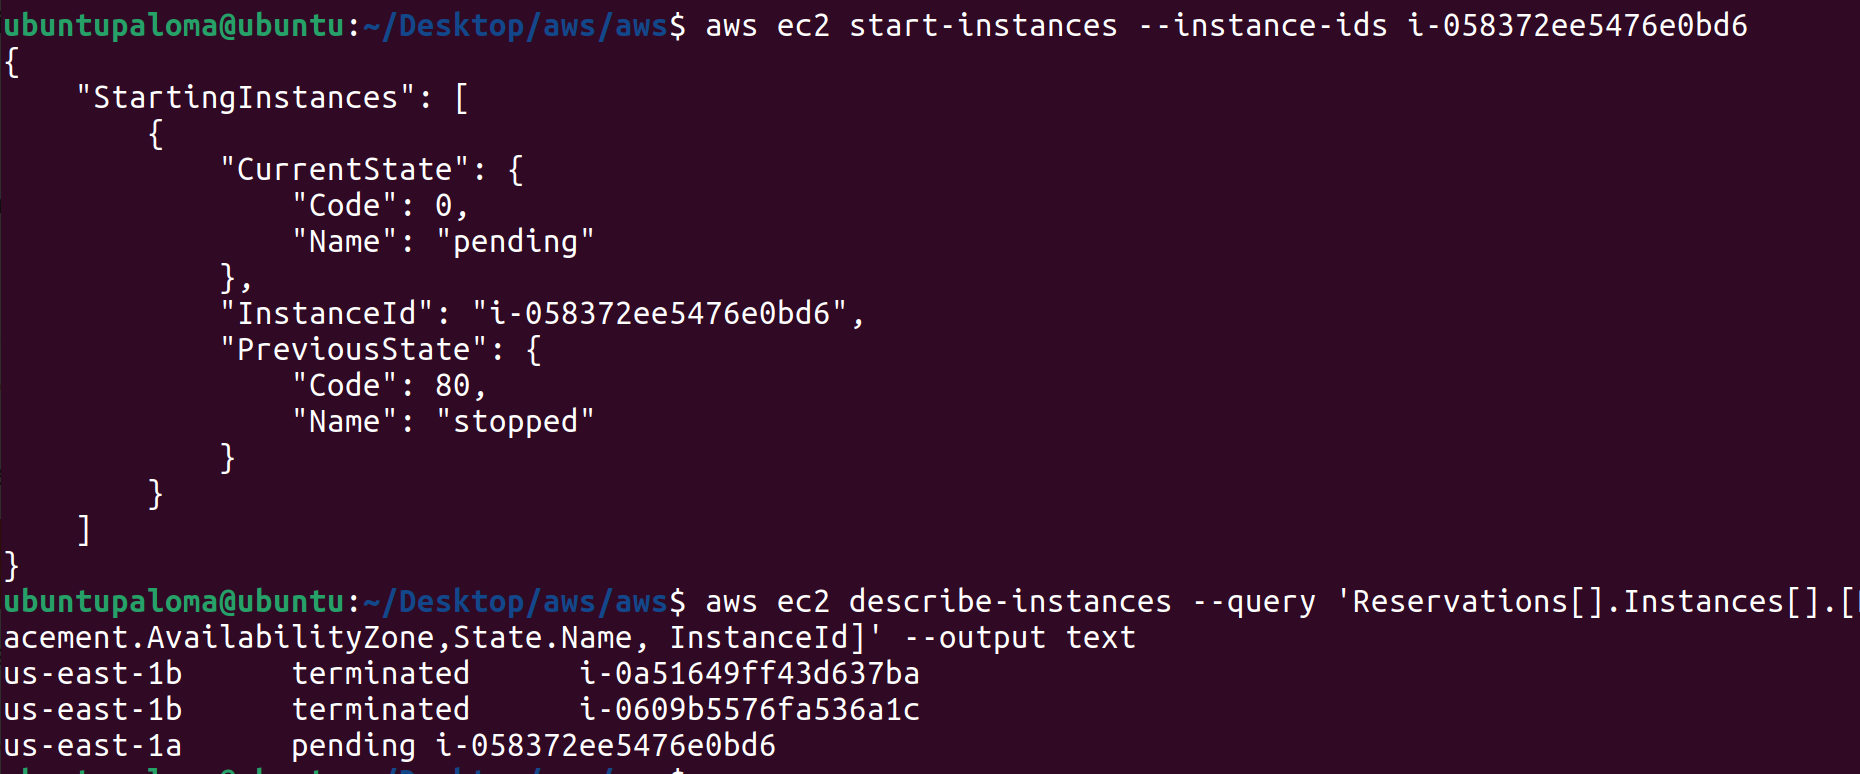 ubuntupaloma@ubuntu:~/Desktop/aws/aws$ aws ec2 start-instances --instance-ids i-058372ee5476e0bd6
{
    "StartingInstances": [
        {
            "CurrentState": {
                "Code": 0,
                "Name": "pending"
            },
            "InstanceId": "i-058372ee5476e0bd6",
            "PreviousState": {
                "Code": 80,
                "Name": "stopped"
            }
        }
    ]
}
ubuntupaloma@ubuntu:~/Desktop/aws/aws$ aws ec2 describe-instances --query 'Reservations[].Instances[].[
acement.AvailabilityZone,State.Name, InstanceId]' --output text
us-east-1b      terminated      i-0a51649ff43d637ba
us-east-1b      terminated      i-0609b5576fa536a1c
us-east-1a      pending i-058372ee5476e0bd6